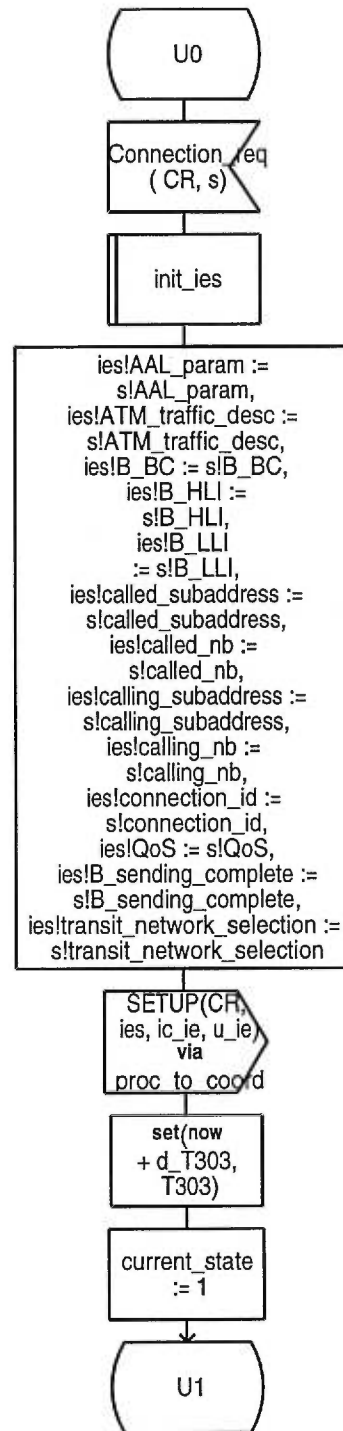 U0
Connection_req
( CR, s)
init_ies
ies!AAL_param :=
s!AAL_param,
ies!ATM_traffic_desc :=
s!ATM_traffic_desc,
ies!B_BC := s!B_BC,
ies!B_HLI :=
s!B_HLI,
ies!B_LLI
:= s!B_LLI,
ies!called_subaddress :=
s!called_subaddress,
ies!called_nb :=
s!called_nb,
ies!calling_subaddress :=
s!calling_subaddress,
ies!calling_nb :=
s!calling_nb,
ies!connection_id :=
s!connection_id,
ies!QoS := s!QoS,
ies!B_sending_complete :=
s!B_sending_complete,
ies!transit_network_selection :=
s!transit_network_selection
SETUP(CR,
ies, ic_ie, u_ie)
via
proc_to_coord
set(now
+ d_T303,
T303)
current_state
:= 1
U1